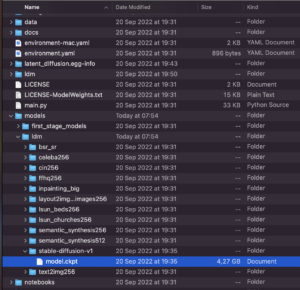 Name Date Modified Size Kind
data 20 Sep 2022 at 19:31 -- Folder
docs 20 Sep 2022 at 19:31 -- Folder
environment-mac.yaml 20 Sep 2022 at 19:31 2 KB YAML Document
environment.yaml 20 Sep 2022 at 19:31 896 bytes YAML Document
latent_diffusion.egg-info 20 Sep 2022 at 19:43 -- Folder
ldm 20 Sep 2022 at 19:50 -- Folder
LICENSE 20 Sep 2022 at 19:31 2 KB Document
LICENSE-ModelWeights.txt 20 Sep 2022 at 19:31 15 KB Plain Text
main.py 20 Sep 2022 at 19:31 33 KB Python Source
models Today at 07:54 -- Folder
first_stage_models 20 Sep 2022 at 19:31 -- Folder
ldm Today at 07:54 -- Folder
bsr_sr 20 Sep 2022 at 19:31 -- Folder
celeba256 20 Sep 2022 at 19:31 -- Folder
cin256 20 Sep 2022 at 19:31 -- Folder
ffhq256 20 Sep 2022 at 19:31 -- Folder
inpainting_big 20 Sep 2022 at 19:31 -- Folder
layout2img...images256 20 Sep 2022 at 19:31 -- Folder
lsun_beds256 20 Sep 2022 at 19:31 -- Folder
lsun_churches256 20 Sep 2022 at 19:31 -- Folder
semantic_synthesis256 20 Sep 2022 at 19:31 -- Folder
semantic_synthesis512 20 Sep 2022 at 19:31 -- Folder
stable-diffusion-v1 20 Sep 2022 at 19:35 -- Folder
model.ckpt 20 Sep 2022 at 19:35 4,27 GB Document
text2img256 20 Sep 2022 at 19:31 -- Folder
notebooks 20 Sep 2022 at 19:31 -- Folder